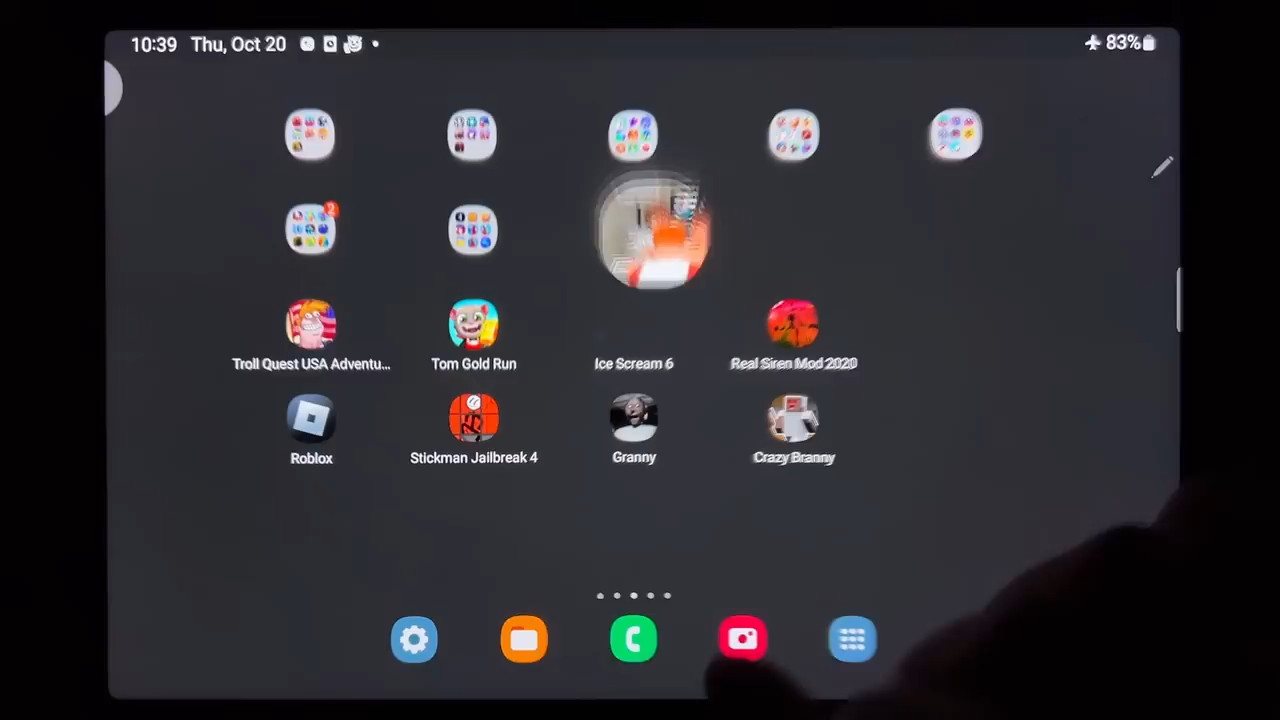 10:39 Thu, Oct 20
83%
2
Troll Quest USA Adventu...
Tom Gold Run
Ice Scream 6
Real Siren Mod 2020
Roblox
Stickman Jailbreak 4
Granny
Crazy Branny